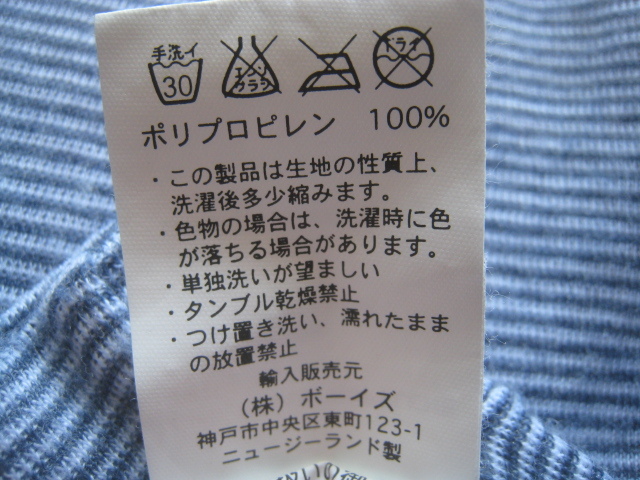 手洗イ
30
エンソ
カラシ
ドライ
ポリプロピレン 100%
・この製品は生地の性質上、
洗濯後多少縮みます。
・色物の場合は、洗濯時に色
が落ちる場合があります。
・単独洗いが望ましい
・タンブル乾燥禁止
・つけ置き洗い、濡れたまま
の放置禁止
輸入販売元
（株）ボーイズ
神戸市中央区東町123-1
ニュージーランド製